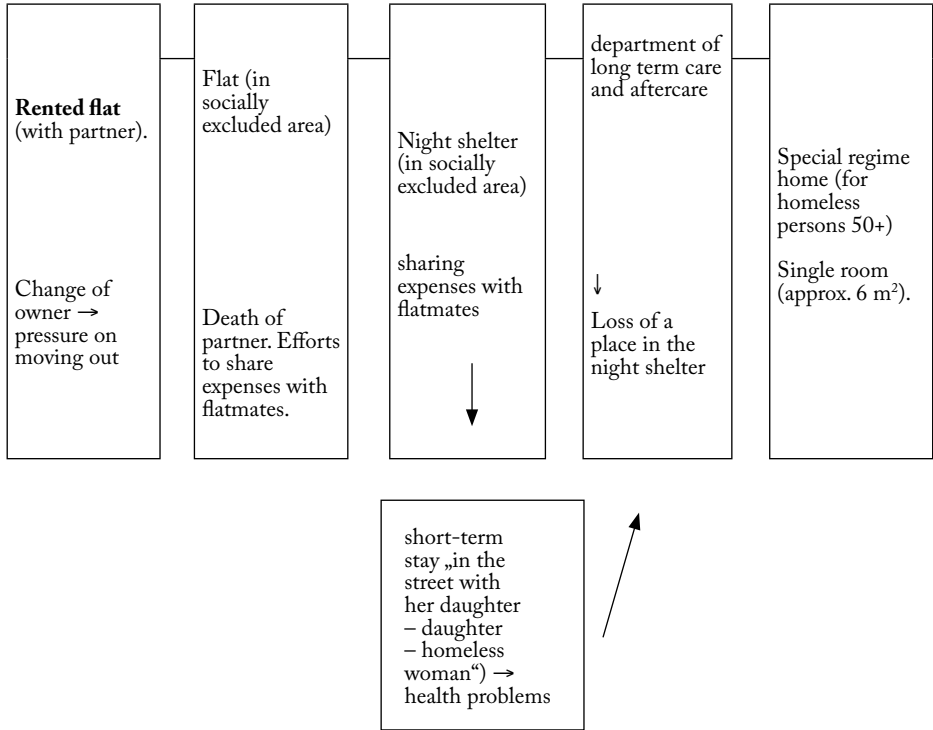 Rented flat
(with partner).
Change of
owner →
pressure on
moving out
Flat (in
socially
excluded area)
Death of
partner. Efforts
to share
expenses with
flatmates.
Night shelter
(in socially
excluded area)
sharing
expenses with
flatmates
department of
long term care
and aftercare
↓
Loss of a
place in the
night shelter
Special regime
home (for
homeless
persons 50+)
Single room
(approx. 6 m²).
short-term
stay „in the
street with
her daughter
– daughter
– homeless
woman“) →
health problems